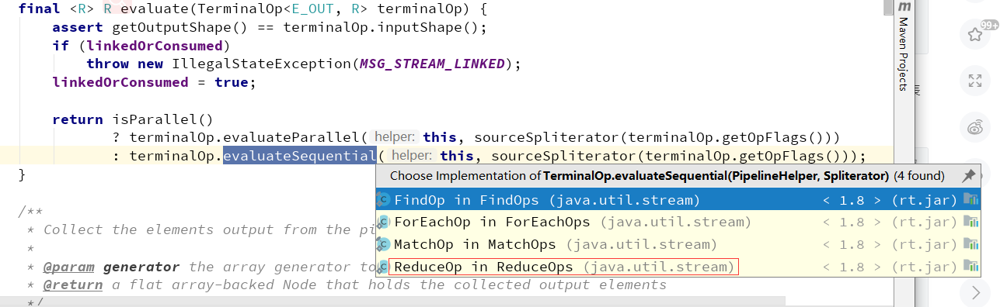 final <R> R evaluate(TerminalOp<E_OUT, R> terminalOp) {
assert getOutputShape() == terminalOp.inputShape();
if (linkedOrConsumed)
throw new IllegalStateException(MSG_STREAM_LINKED);
linkedOrConsumed = true;
return isParallel()
? terminalOp.evaluateParallel( helper: this, sourceSpliterator(terminalOp.getOpFlags()))
: terminalOp.evaluateSequential( helper: this, sourceSpliterator(terminalOp.getOpFlags()));
}
Choose Implementation of TerminalOp.evaluateSequential(PipelineHelper, Spliterator) (4 found)
FindOp in FindOps (java.util.stream) < 1.8 > (rt.jar)
ForEachOp in ForEachOps (java.util.stream) < 1.8 > (rt.jar)
MatchOp in MatchOps (java.util.stream) < 1.8 > (rt.jar)
ReduceOp in ReduceOps (java.util.stream) < 1.8 > (rt.jar)
/**
* Collect the elements output from the
*
* @param generator the array generator
* @return a flat array-backed Node that holds the collected output elements
*/
m
Maven Projects
99+